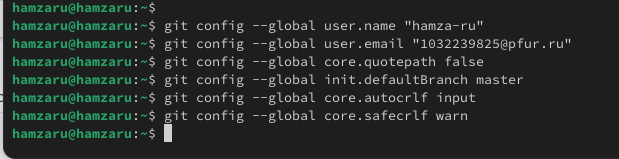 hamzaru@hamzaru:~$
hamzaru@hamzaru:~$ git config --global user.name "hamza-ru"
hamzaru@hamzaru:~$ git config --global user.email "1032239825@pfur.ru"
hamzaru@hamzaru:~$ git config --global core.quotepath false
hamzaru@hamzaru:~$ git config --global init.defaultBranch master
hamzaru@hamzaru:~$ git config --global core.autocrlf input
hamzaru@hamzaru:~$ git config --global core.safecrlf warn
hamzaru@hamzaru:~$